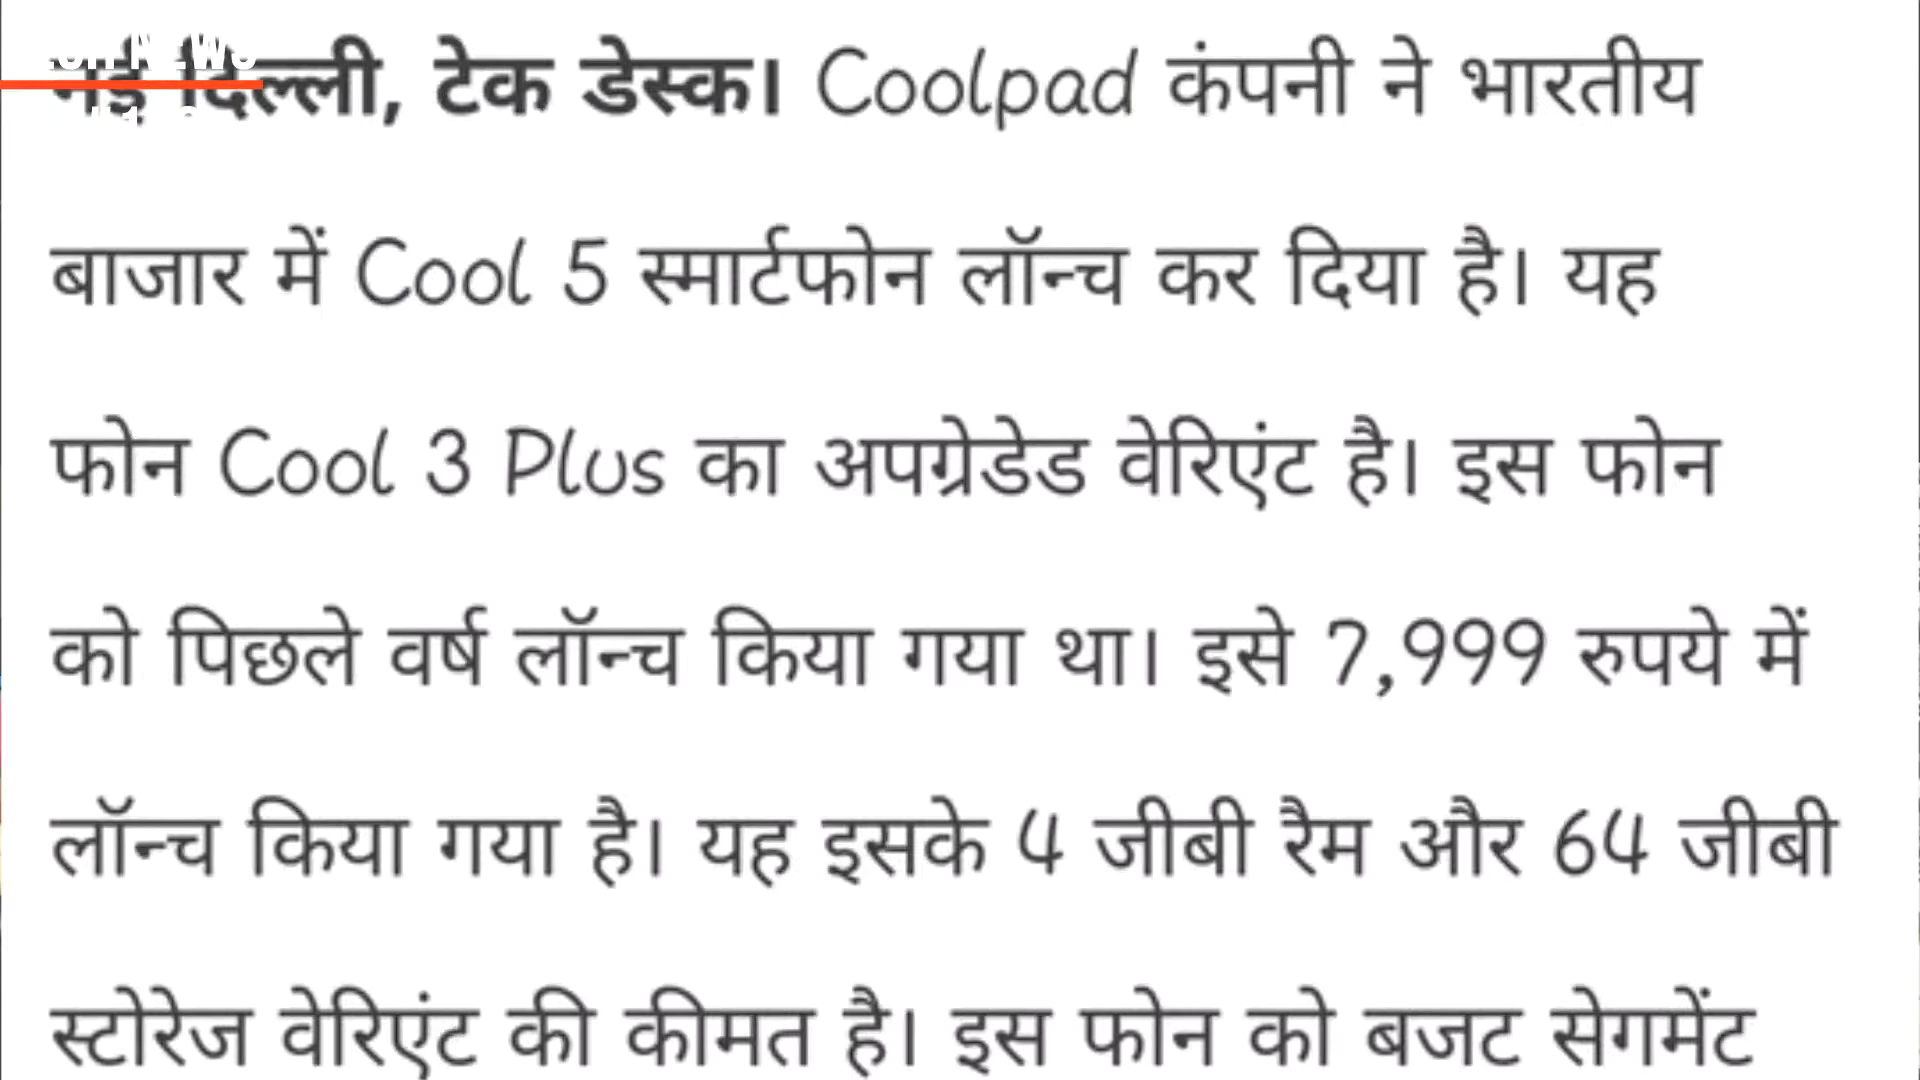 नई दिल्ली, टेक डेस्क। Coolpad कंपनी ने भारतीय
बाजार में Cool 5 स्मार्टफोन लॉन्च कर दिया है। यह
फोन Cool 3 Plus का अपग्रेडेड वेरिएंट है। इस फोन
को पिछले वर्ष लॉन्च किया गया था। इसे 7,999 रुपये में
लॉन्च किया गया है। यह इसके 4 जीबी रैम और 64 जीबी
स्टोरेज वेरिएंट की कीमत है। इस फोन को बजट सेगमेंट